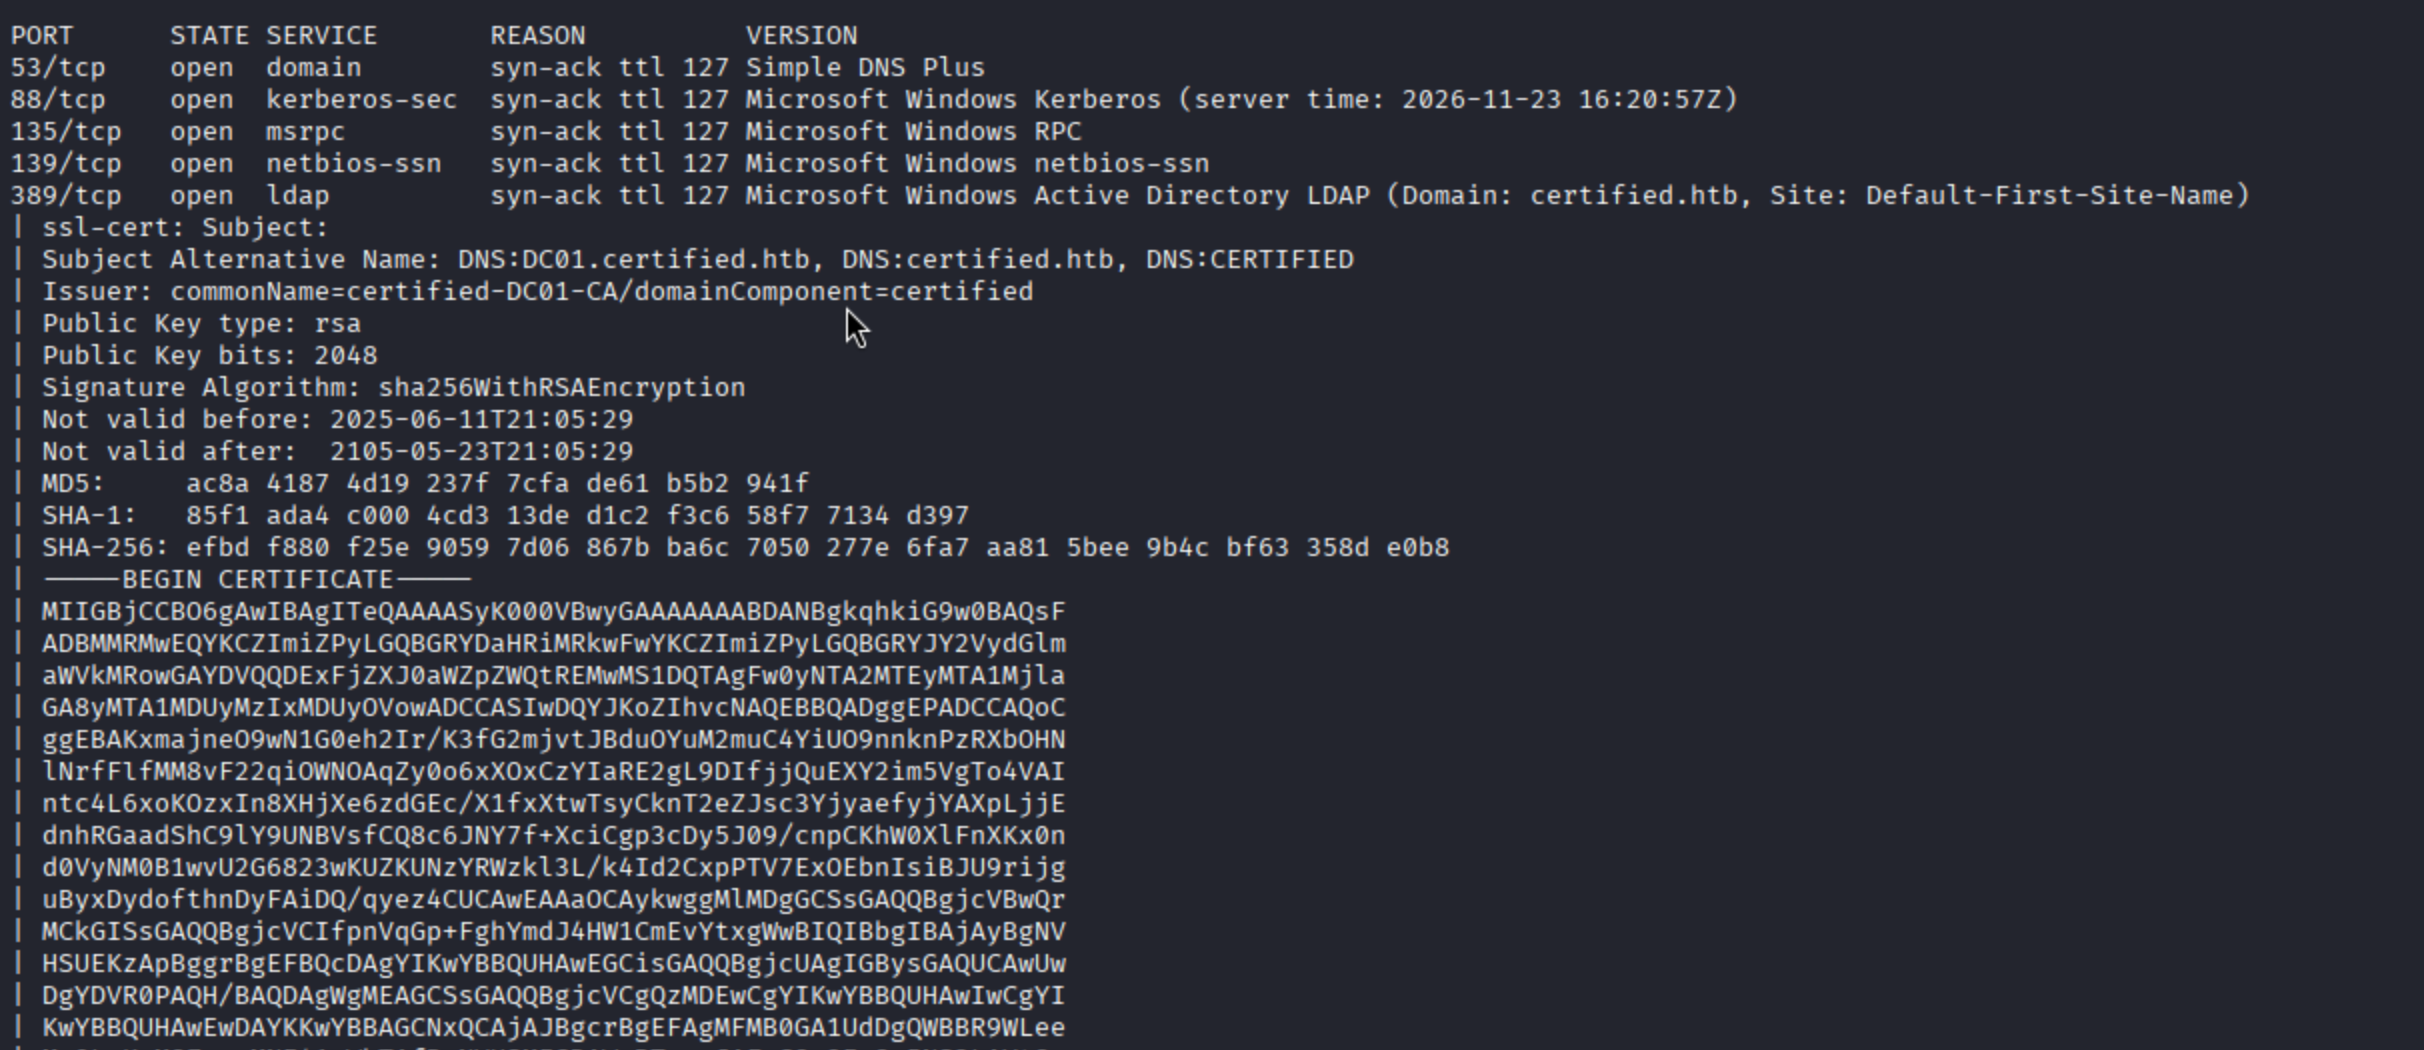 PORT      STATE SERVICE       REASON          VERSION
53/tcp    open  domain        syn-ack ttl 127 Simple DNS Plus
88/tcp    open  kerberos-sec  syn-ack ttl 127 Microsoft Windows Kerberos (server time: 2026-11-23 16:20:57Z)
135/tcp   open  msrpc         syn-ack ttl 127 Microsoft Windows RPC
139/tcp   open  netbios-ssn   syn-ack ttl 127 Microsoft Windows netbios-ssn
389/tcp   open  ldap          syn-ack ttl 127 Microsoft Windows Active Directory LDAP (Domain: certified.htb, Site: Default-First-Site-Name)
| ssl-cert: Subject:
| Subject Alternative Name: DNS:DC01.certified.htb, DNS:certified.htb, DNS:CERTIFIED
| Issuer: commonName=certified-DC01-CA/domainComponent=certified
| Public Key type: rsa
| Public Key bits: 2048
| Signature Algorithm: sha256WithRSAEncryption
| Not valid before: 2025-06-11T21:05:29
| Not valid after:  2105-05-23T21:05:29
| MD5:     ac8a 4187 4d19 237f 7cfa de61 b5b2 941f
| SHA-1:   85f1 ada4 c000 4cd3 13de d1c2 f3c6 58f7 7134 d397
| SHA-256: efbd f880 f25e 9059 7d06 867b ba6c 7050 277e 6fa7 aa81 5bee 9b4c bf63 358d e0b8
| -----BEGIN CERTIFICATE-----
| MIIGBjCCBO6gAwIBAgITeQAAAASyK000VBwyGAAAAAAABDANBgkqhkiG9w0BAQsF
| ADBMMRMwEQYKCZImiZPyLGQBGRYDaHRiMRkwFwYKCZImiZPyLGQBGRYJY2VydGlm
| aWVkMRowGAYDVQQDExFjZXJ0aWZpZWQtREMwMS1DQTAgFw0yNTA2MTEyMTA1Mjla
| GA8yMTA1MDUyMzIxMDUyOVowADCCASIwDQYJKoZIhvcNAQEBBQADggEPADCCAQoC
| ggEBAKxmajneO9wN1G0eh2Ir/K3fG2mjvtJBduOYuM2muC4YiUO9nnknPzRXbOHN
| lNrfFlfMM8vF22qiOWNOAqZy0o6xXOxCzYIaRE2gL9DIfjjQuEXY2im5VgTo4VAI
| ntc4L6xoKOzxIn8XHjXe6zdGEc/X1fxXtwTsyCknT2eZJsc3YjyaefyjYAXpLjjE
| dnhRGaadShC9lY9UNBVsfCQ8c6JNY7f+XciCgp3cDy5J09/cnpCKhW0XlFnXKx0n
| d0VyNM0B1wvU2G6823wKUZKUNzYRWzkl3L/k4Id2CxpPTV7ExOEbnIsiBJU9rijg
| uByxDydofthnDyFAiDQ/qyez4CUCAwEAAaOCAykwggMlMDgGCSsGAQQBgjcVBwQr
| MCkGISsGAQQBgjcVCIfpnVqGp+FghYmdJ4HW1CmEvYtxgWwBIQIBbgIBAjAyBgNV
| HSUEKzApBggrBgEFBQcDAgYIKwYBBQUHAwEGCisGAQQBgjcUAgIGBysGAQUCAwUw
| DgYDVR0PAQH/BAQDAgWgMEAGCSsGAQQBgjcVCgQzMDEwCgYIKwYBBQUHAwIwCgYI
| KwYBBQUHAwEwDAYKKwYBBAGCNxQCAjAJBgcrBgEFAgMFMB0GA1UdDgQWBBR9WLee